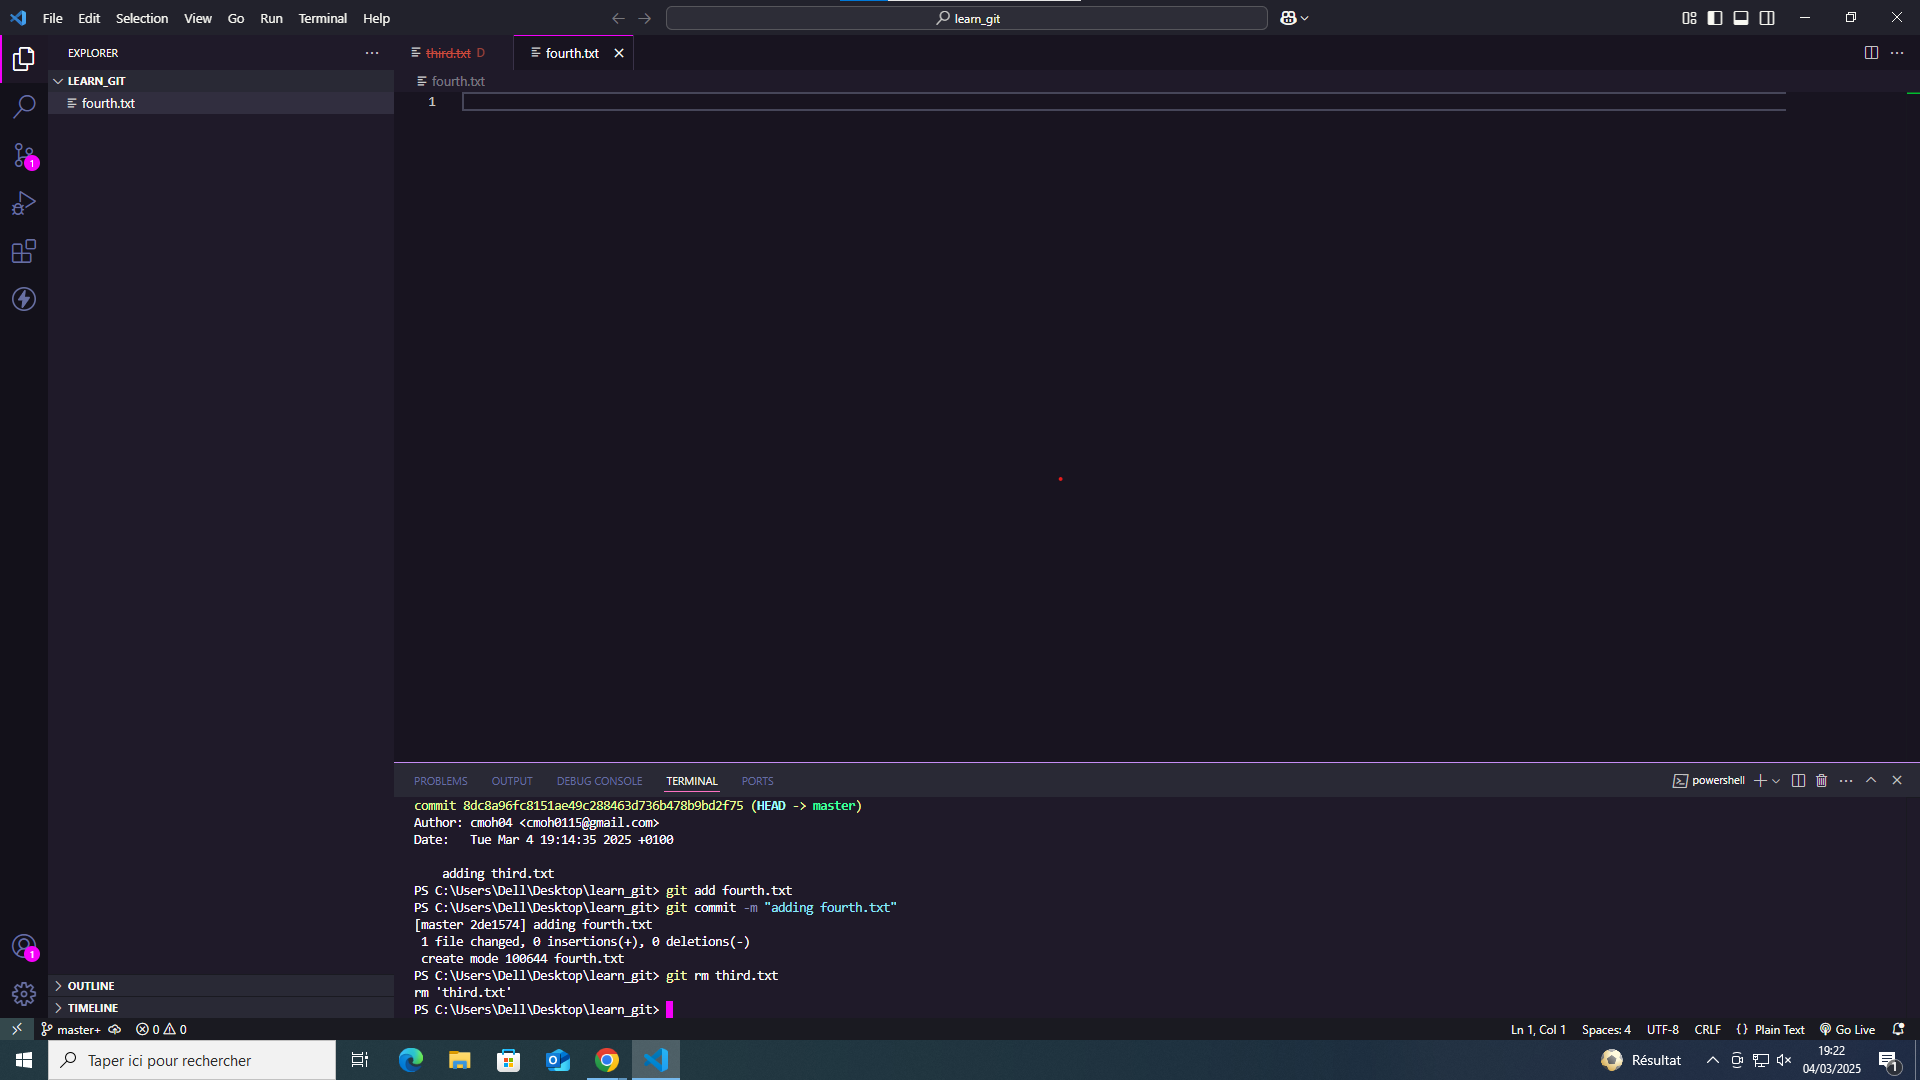 File Edit Selection View Go Run Terminal Help
learn_git
EXPLORER
LEARN_GIT
fourth.txt
third.txt D
fourth.txt
fourth.txt
1
1
1
OUTLINE
TIMELINE
PROBLEMS OUTPUT DEBUG CONSOLE TERMINAL PORTS
powershell
commit 8dc8a96fc8151ae49c288463d736b478b9bd2f75 (HEAD -> master)
Author: cmoh04 <cmoh0115@gmail.com>
Date:   Tue Mar 4 19:14:35 2025 +0100
adding third.txt
PS C:\Users\Dell\Desktop\learn_git> git add fourth.txt
PS C:\Users\Dell\Desktop\learn_git> git commit -m "adding fourth.txt"
[master 2de1574] adding fourth.txt
1 file changed, 0 insertions(+), 0 deletions(-)
create mode 100644 fourth.txt
PS C:\Users\Dell\Desktop\learn_git> git rm third.txt
rm 'third.txt'
PS C:\Users\Dell\Desktop\learn_git>
master+ 0 0
Ln 1, Col 1 Spaces: 4 UTF-8 CRLF {} Plain Text Go Live
Taper ici pour rechercher
Résultat
19:22
04/03/2025
1